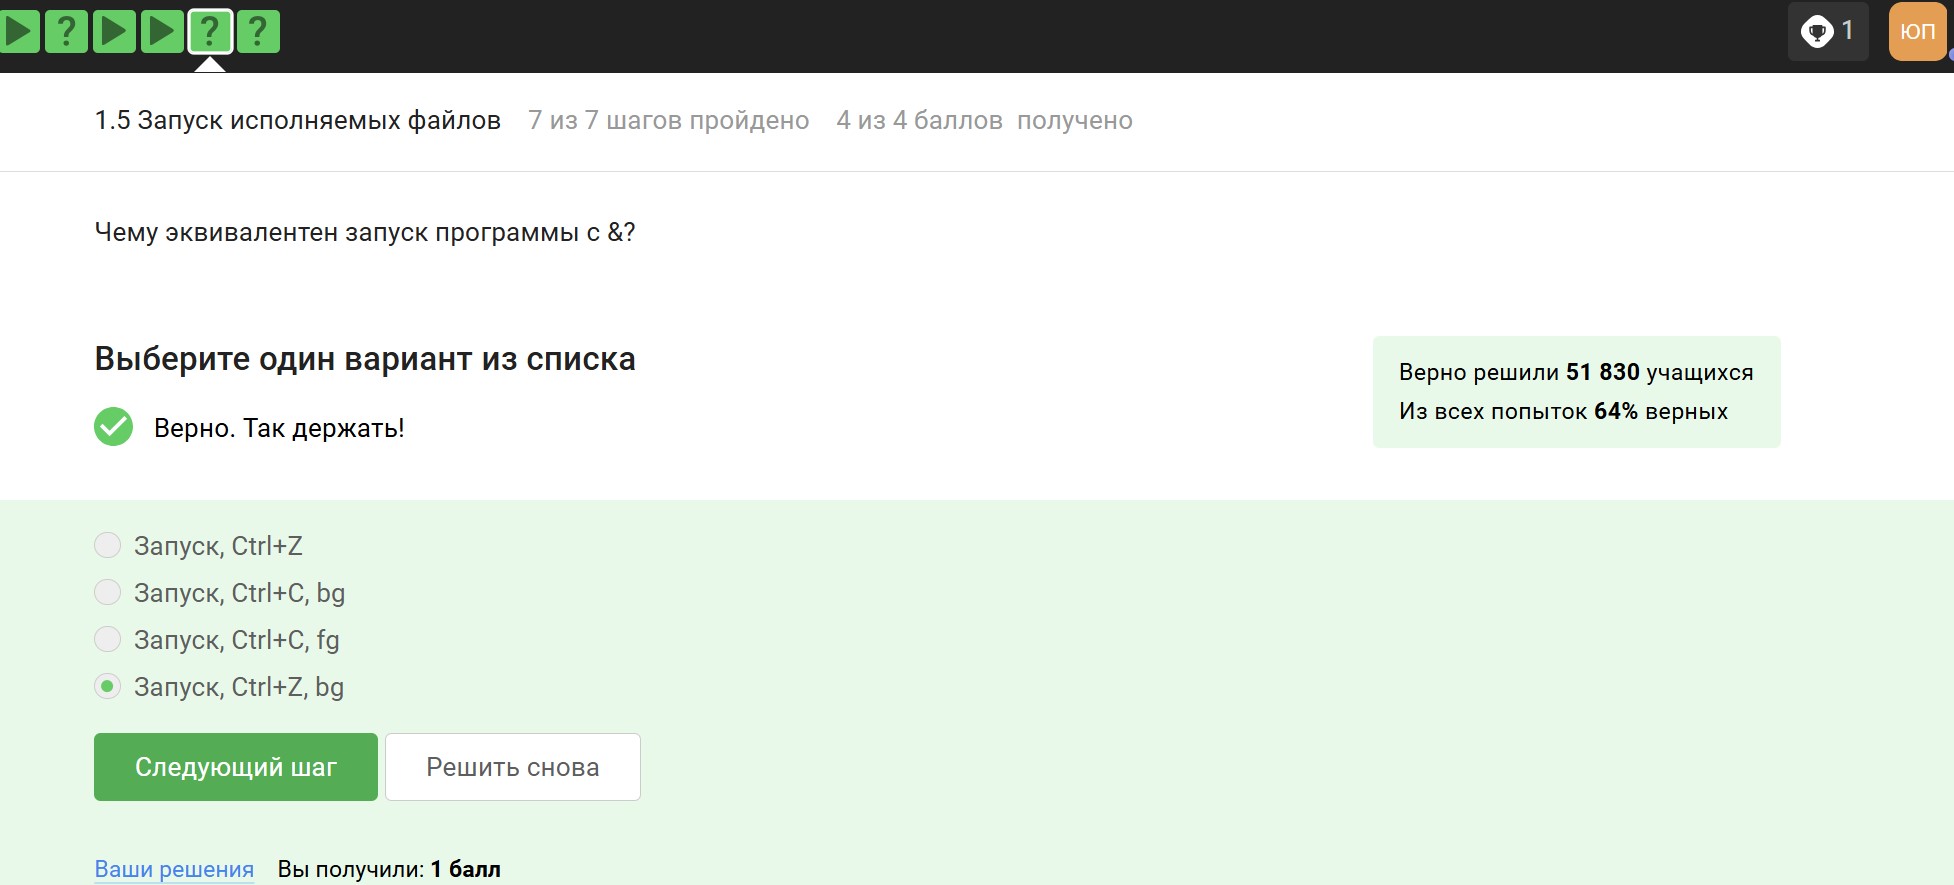 ? ? ?
1
ЮП
1.5 Запуск исполняемых файлов 7 из 7 шагов пройдено 4 из 4 баллов получено
Чему эквивалентен запуск программы с &?
Выберите один вариант из списка
Верно. Так держать!
Верно решили 51 830 учащихся
Из всех попыток 64% верных
Запуск, Ctrl+Z
Запуск, Ctrl+C, bg
Запуск, Ctrl+C, fg
Запуск, Ctrl+Z, bg
Следующий шаг
Решить снова
Ваши решения Вы получили: 1 балл